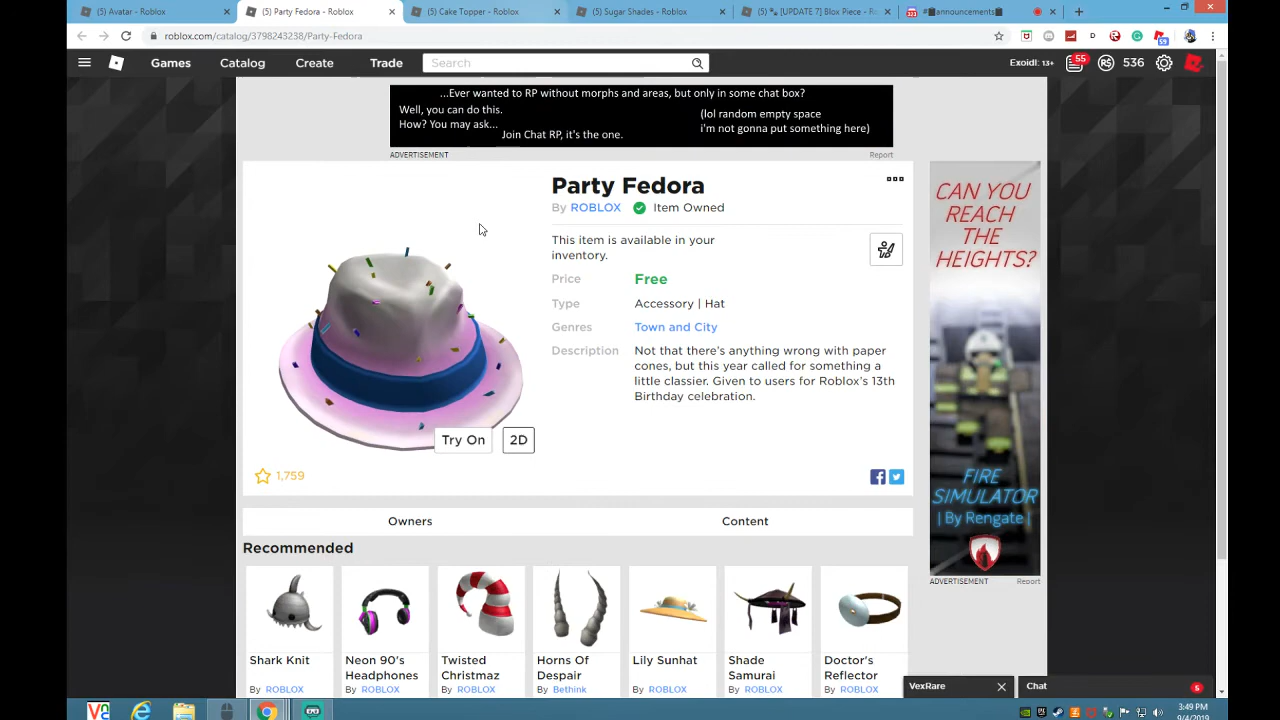 (5) Avatar - Roblox
(5) Party Fedora - Roblox
(5) Cake Topper - Roblox
(5) Sugar Shades - Roblox
[UPDATE 7] Blox Piece - Rob
announcements
roblox.com/catalog/3798243238/Party-Fedora
59
Games
Catalog
Create
Trade
Search
Exoidl: 13+
55
536
...Ever wanted to RP without morphs and areas, but only in some chat box?
Well, you can do this.
How? You may ask...
Join Chat RP, it's the one.
(lol random empty space
i'm not gonna put something here)
ADVERTISEMENT
Report
Party Fedora
By ROBLOX
Item Owned
This item is available in your
inventory.
Price
Free
Type
Accessory | Hat
Genres
Town and City
Description
Not that there's anything wrong with paper
cones, but this year called for something a
little classier. Given to users for Roblox's 13th
Birthday celebration.
Try On
2D
1,759
CAN YOU
REACH
THE
HEIGHTS?
FIRE
SIMULATOR
| By Rengate |
ADVERTISEMENT
Report
Owners
Content
Recommended
Shark Knit
By ROBLOX
Neon 90's
Headphones
By ROBLOX
Twisted
Christmaz
By ROBLOX
Horns Of
Despair
By Bethink
Lily Sunhat
By ROBLOX
Shade
Samurai
By ROBLOX
Doctor's
Reflector
By ROBLOX
VexRare
Chat
5
3:49 PM
9/4/2019